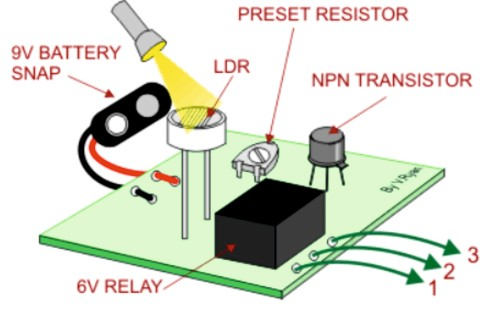 PRESET RESISTOR
9V BATTERY
SNAP
LDR
NPN TRANSISTOR
By V Ryan
6V RELAY
3
2
1